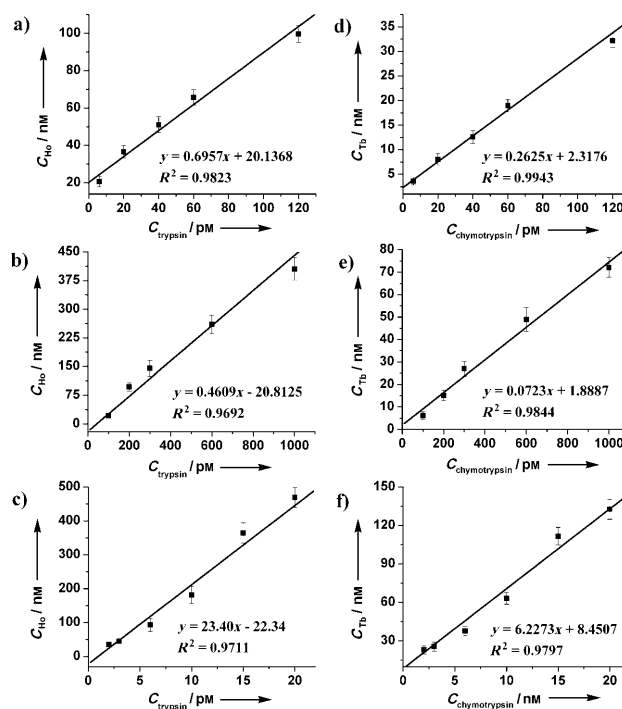 a)
100
80
60
40
20
C_Ho / nM
y = 0.6957x + 20.1368
R² = 0.9823
0 20 40 60 80 100 120
C_trypsin / pM
d)
35
30
25
20
15
10
5
0
C_Tb / nM
y = 0.2625x + 2.3176
R² = 0.9943
0 20 40 60 80 100 120
C_chymotrypsin / pM
b)
450
375
300
225
150
75
0
C_Ho / nM
y = 0.4609x - 20.8125
R² = 0.9692
0 200 400 600 800 1000
C_trypsin / pM
e)
80
70
60
50
40
30
20
10
0
C_Tb / nM
y = 0.0723x + 1.8887
R² = 0.9844
0 200 400 600 800 1000
C_chymotrypsin / pM
c)
500
400
300
200
100
0
C_Ho / nM
y = 23.40x - 22.34
R² = 0.9711
0 5 10 15 20
C_trypsin / pM
f)
150
120
90
60
30
C_Tb / nM
y = 6.2273x + 8.4507
R² = 0.9797
0 5 10 15 20
C_chymotrypsin / nM